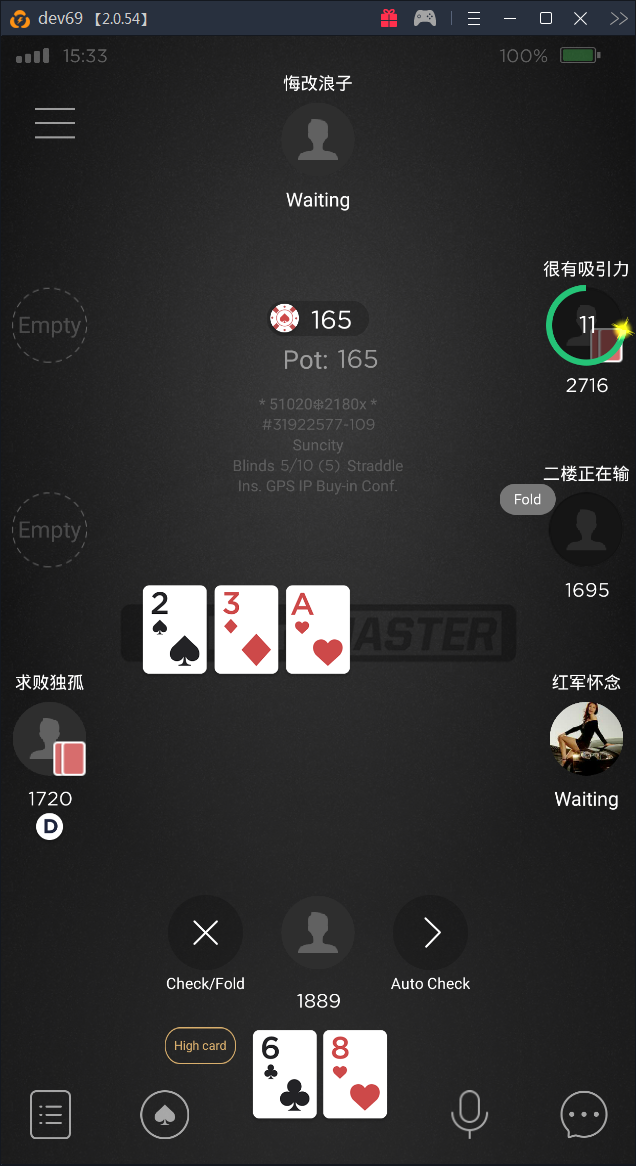 dev69 【2.0.54】
15:33
100%
悔改浪子
Waiting
很有吸引力
Empty
11
165
2716
Pot: 165
* 51020❉2180x *
#31922577-109
Suncity
Blinds 5/10 (5) Straddle
Ins. GPS IP Buy-in Conf.
二楼正在输
Fold
Empty
1695
2
3
A
ASTER
求败独孤
红军怀念
1720
Waiting
D
Check/Fold
1889
Auto Check
High card
6
8